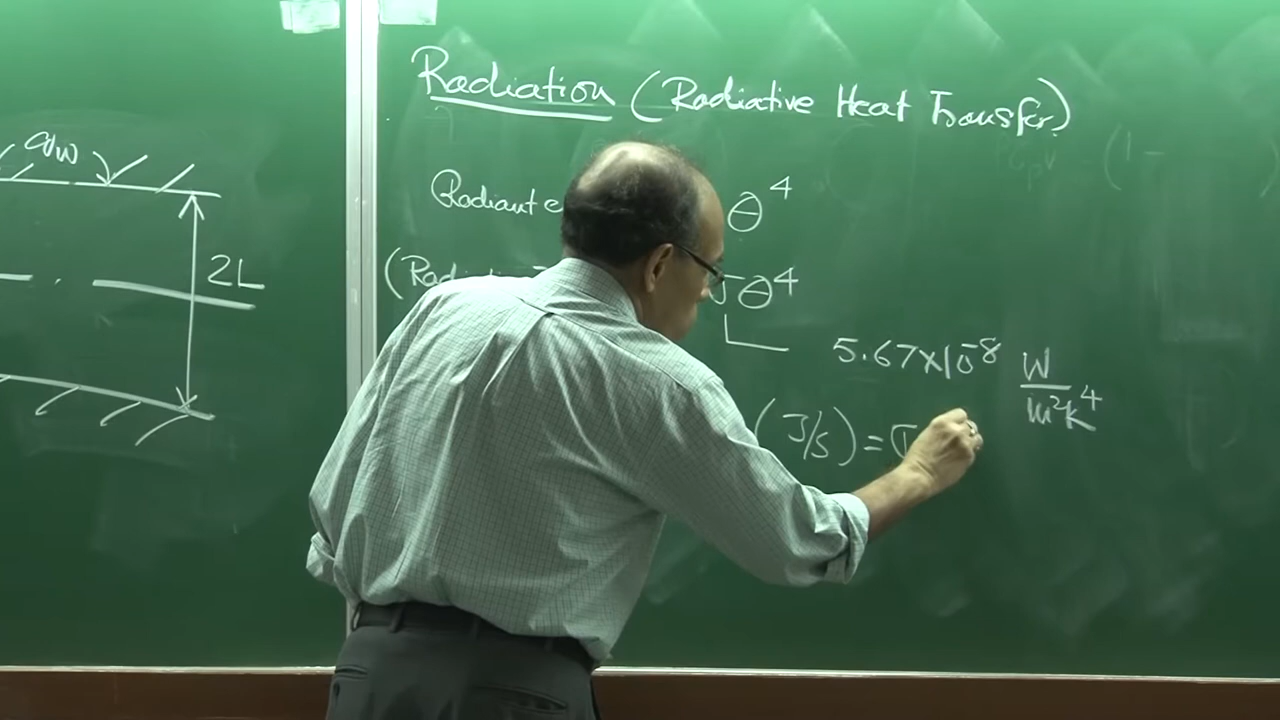 Radiation (Radiative Heat Transfer)
qw
Radiant e
θ⁴
2L
(Rad
σθ⁴
5.67×10⁻⁸ W/m²K⁴
(J/s) = σ